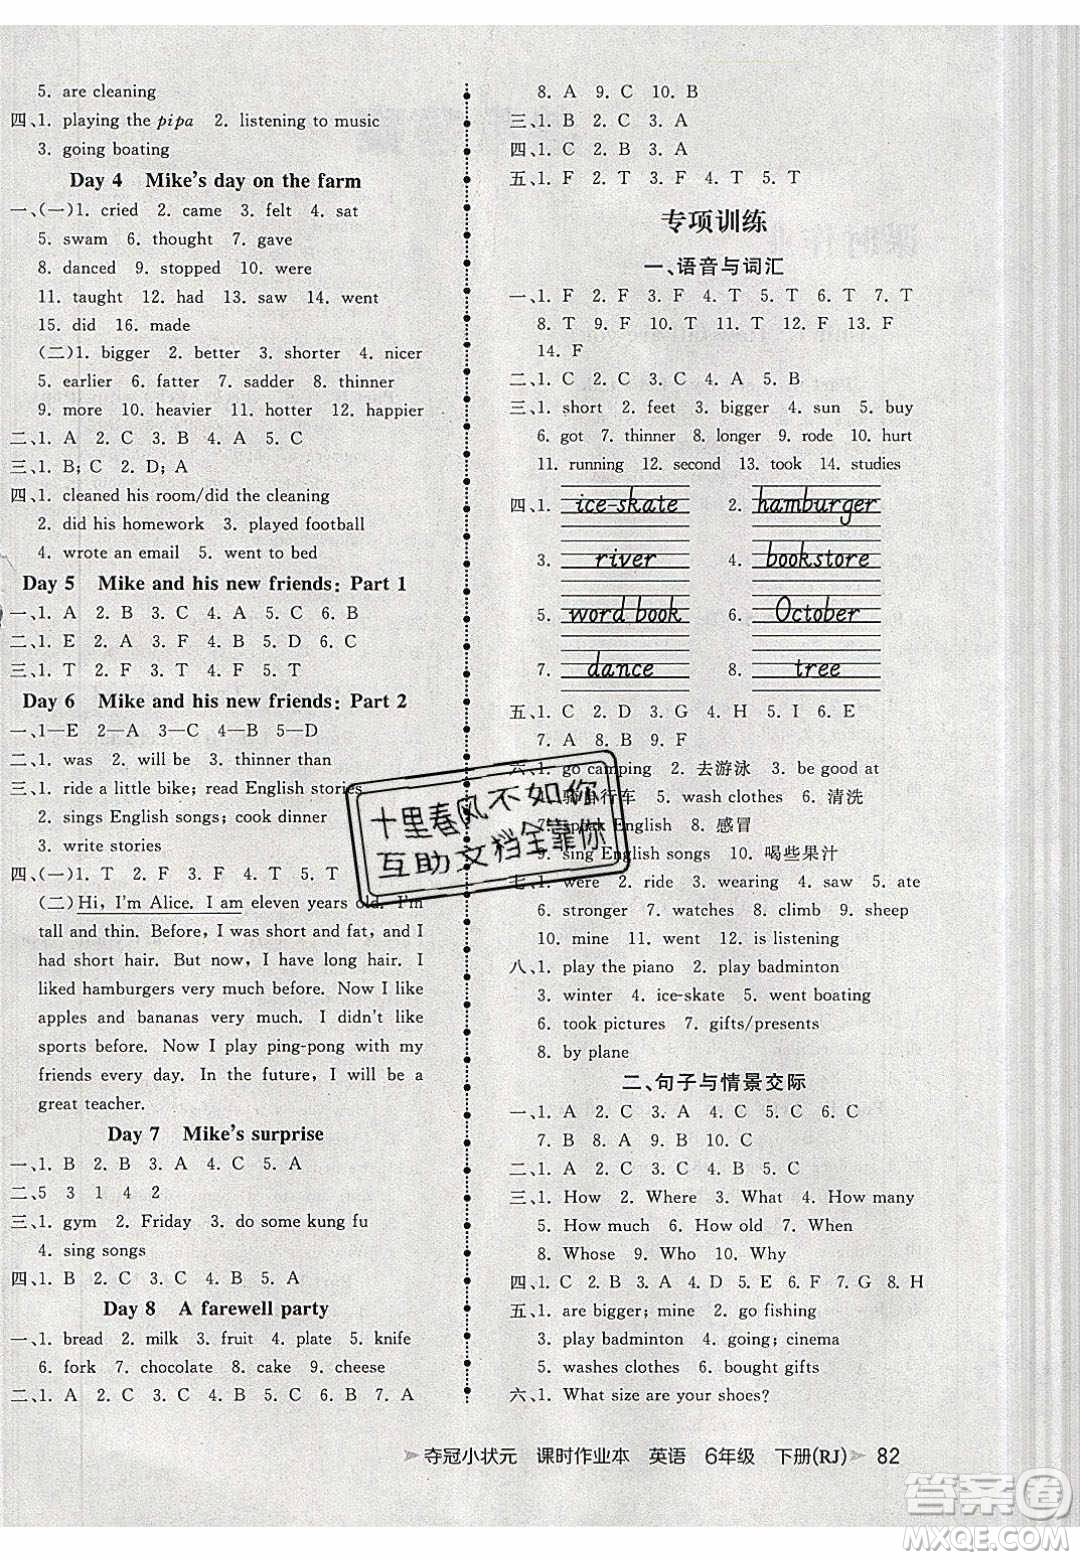 5. are cleaning
四、1. playing the pipa 2. listening to music
3. going boating
Day 4 Mike's day on the farm
一、(一)1. cried 2. came 3. felt 4. sat
5. swam 6. thought 7. gave
8. danced 9. stopped 10. were
11. taught 12. had 13. saw 14. went
15. did 16. made
(二)1. bigger 2. better 3. shorter 4. nicer
5. earlier 6. fatter 7. sadder 8. thinner
9. more 10. heavier 11. hotter 12. happier
二、1. A 2. C 3. B 4. A 5. C
三、1. B; C 2. D; A
四、1. cleaned his room/did the cleaning
2. did his homework 3. played football
4. wrote an email 5. went to bed
Day 5 Mike and his new friends: Part 1
一、1. A 2. B 3. C 4. A 5. C 6. B
二、1. E 2. A 3. F 4. B 5. D 6. C
三、1. T 2. F 3. T 4. F 5. T
Day 6 Mike and his new friends: Part 2
一、1—E 2—A 3—C 4—B 5—D
二、1. was 2. will be 3. thinner than
三、1. ride a little bike; read English stories
2. sings English songs; cook dinner
3. write stories
四、(一)1. T 2. F 3. F 4. T 5. T
(二) Hi, I'm Alice. I am eleven years old. I'm
tall and thin. Before, I was short and fat, and I
had short hair. But now, I have long hair. I
liked hamburgers very much before. Now I like
apples and bananas very much. I didn't like
sports before. Now I play ping-pong with my
friends every day. In the future, I will be a
great teacher.
Day 7 Mike's surprise
一、1. B 2. B 3. A 4. C 5. A
二、5 3 1 4 2
三、1. gym 2. Friday 3. do some kung fu
4. sing songs
四、1. B 2. C 3. C 4. B 5. A
Day 8 A farewell party
一、1. bread 2. milk 3. fruit 4. plate 5. knife
6. fork 7. chocolate 8. cake 9. cheese
二、1. A 2. C 3. A 4. B 5. C 6. B 7. A
8. A 9. C 10. B
三、1. B 2. C 3. A
四、1. C 2. B 3. A
五、1. F 2. T 3. F 4. T 5. T
专项训练
一、语音与词汇
一、1. F 2. F 3. F 4. T 5. T 6. T 7. T
8. T 9. F 10. T 11. T 12. F 13. F
14. F
二、1. C 2. C 3. C 4. A 5. B
三、1. short 2. feet 3. bigger 4. sun 5. buy
6. got 7. thinner 8. longer 9. rode 10. hurt
11. running 12. second 13. took 14. studies
四、1. ice-skate 2. hamburger
3. river 4. bookstore
5. word book 6. October
7. dance 8. tree
五、1. C 2. D 3. G 4. H 5. I 6. E
7. A 8. B 9. F
六、1. go camping 2. 去游泳 3. be good at
4. 骑自行车 5. wash clothes 6. 清洗
7. speak English 8. 感冒
9. sing English songs 10. 喝些果汁
七、1. were 2. ride 3. wearing 4. saw 5. ate
6. stronger 7. watches 8. climb 9. sheep
10. mine 11. went 12. is listening
八、1. play the piano 2. play badminton
3. winter 4. ice-skate 5. went boating
6. took pictures 7. gifts/presents
8. by plane
二、句子与情景交际
一、1. A 2. C 3. A 4. C 5. C 6. C
7. B 8. A 9. B 10. C 11. C 12. B
二、1. A 2. C 3. A 4. B 5. C
三、1. How 2. Where 3. What 4. How many
5. How much 6. How old 7. When
8. Whose 9. Who 10. Why
四、1. C 2. B 3. A 4. D 5. E 6. F 7. G 8. H
五、1. are bigger; mine 2. go fishing
3. play badminton 4. going; cinema
5. washes clothes 6. bought gifts
六、1. What size are your shoes?
十里春风不如你
互助文档全靠你
夺冠小状元 课时作业本 英语 6年级 下册(RJ) 82
答案圈
MXQE.COM